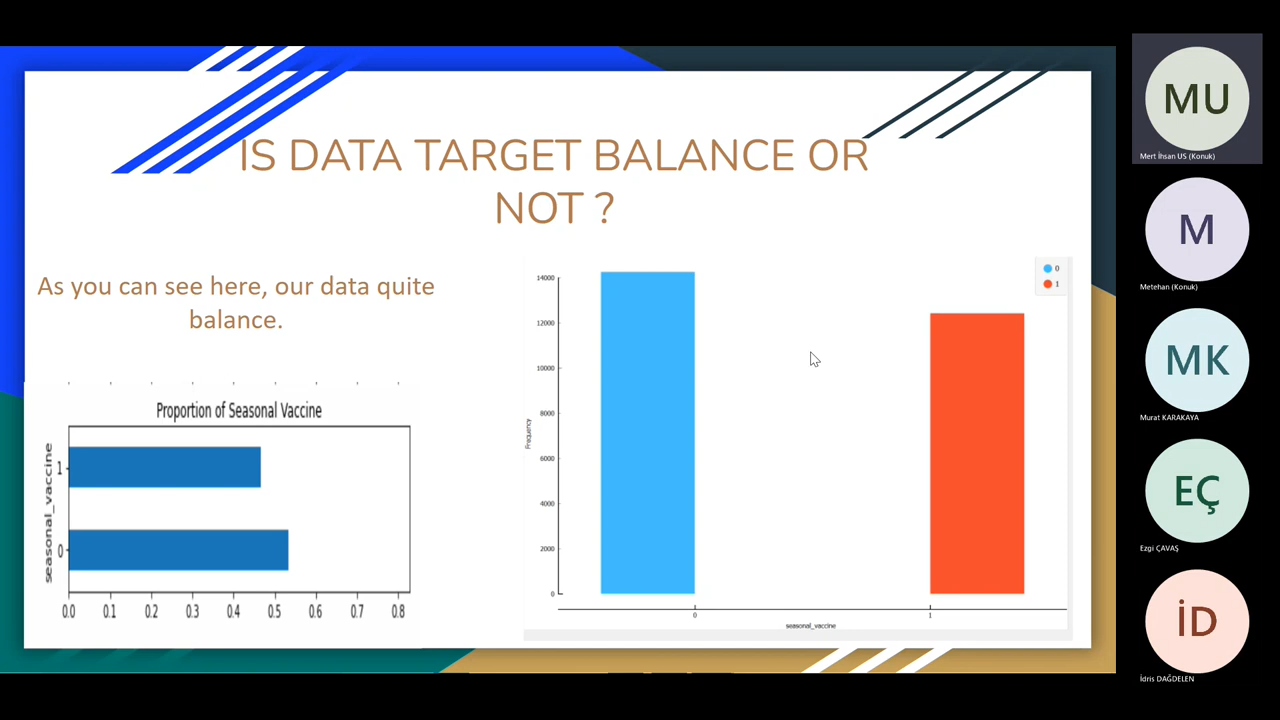 IS DATA TARGET BALANCE OR
NOT ?
As you can see here, our data quite
balance.
Proportion of Seasonal Vaccine
seasonal_vaccine
1
0
0.0 0.1 0.2 0.3 0.4 0.5 0.6 0.7 0.8
0
1
14000
12000
10000
8000
6000
4000
2000
0
Frequency
0 1
seasonal_vaccine
MU
Mert İhsan US (Konuk)
M
Metehan (Konuk)
MK
Murat KARAKAYA
EÇ
Ezgi ÇAVAŞ
İD
İdris DAĞDELEN